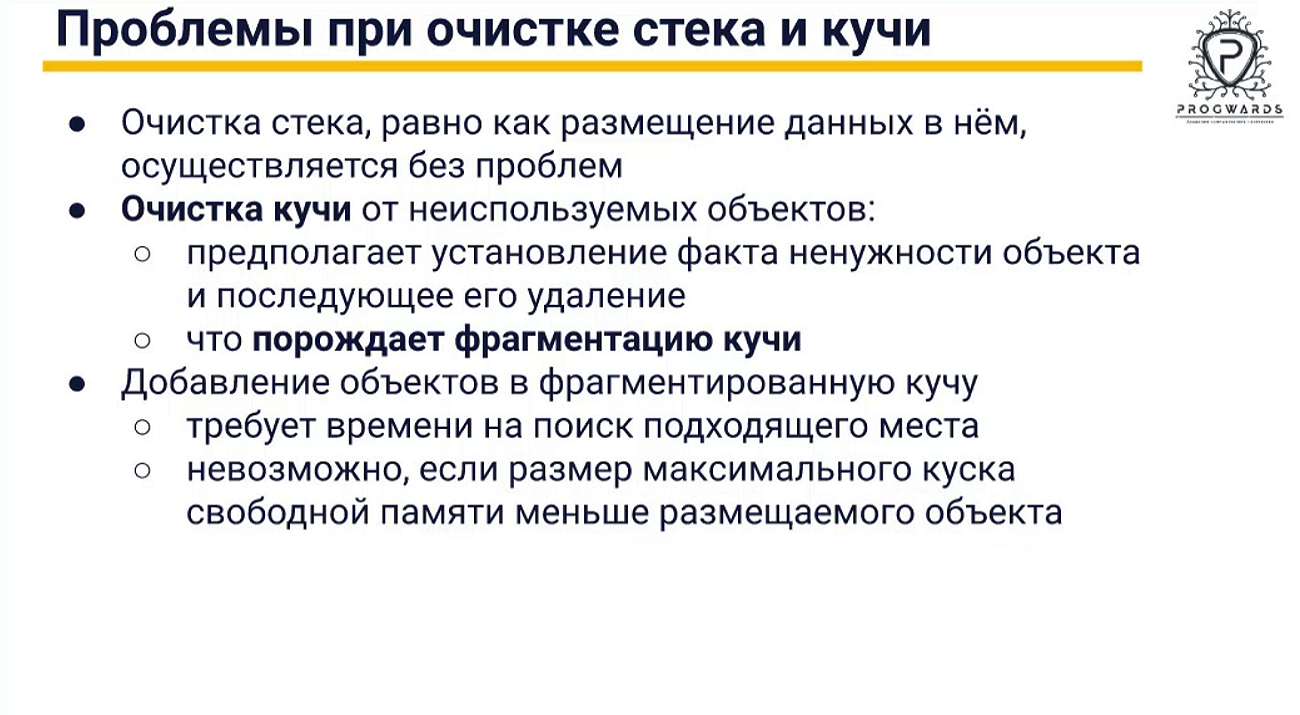 Проблемы при очистке стека и кучи
PROGWARDS
● Очистка стека, равно как размещение данных в нём,
осуществляется без проблем
● Очистка кучи от неиспользуемых объектов:
○ предполагает установление факта ненужности объекта
и последующее его удаление
○ что порождает фрагментацию кучи
● Добавление объектов в фрагментированную кучу
○ требует времени на поиск подходящего места
○ невозможно, если размер максимального куска
свободной памяти меньше размещаемого объекта